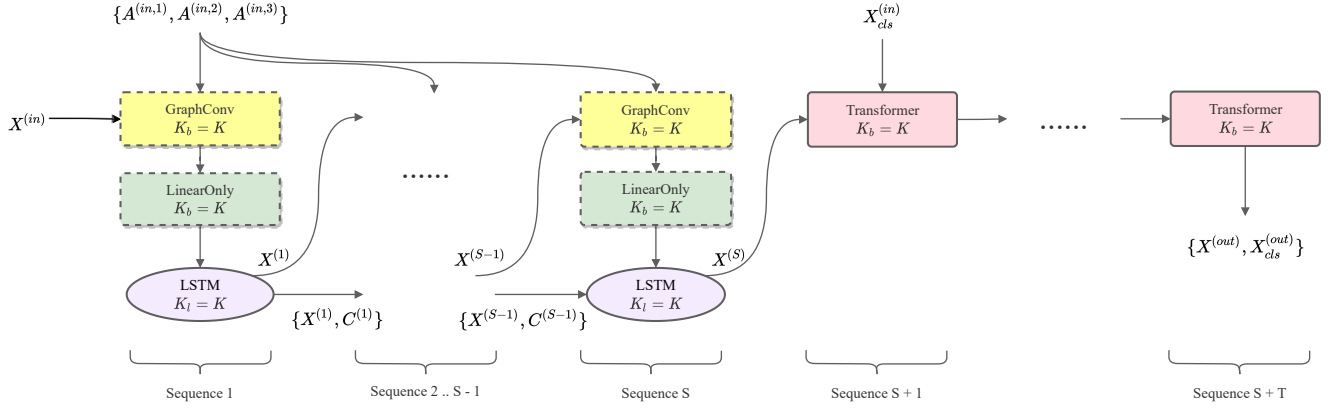 {A^{(in,1)}, A^{(in,2)}, A^{(in,3)}}
X^{(in)}_{cls}
X^{(in)}
GraphConv
K_b = K
LinearOnly
K_b = K
LSTM
K_l = K
X^{(1)}
{X^{(1)}, C^{(1)}}
......
X^{(S-1)}
{X^{(S-1)}, C^{(S-1)}}
GraphConv
K_b = K
LinearOnly
K_b = K
LSTM
K_l = K
X^{(S)}
Transformer
K_b = K
......
Transformer
K_b = K
{X^{(out)}, X^{(out)}_{cls}}
Sequence 1
Sequence 2 .. S - 1
Sequence S
Sequence S + 1
Sequence S + T